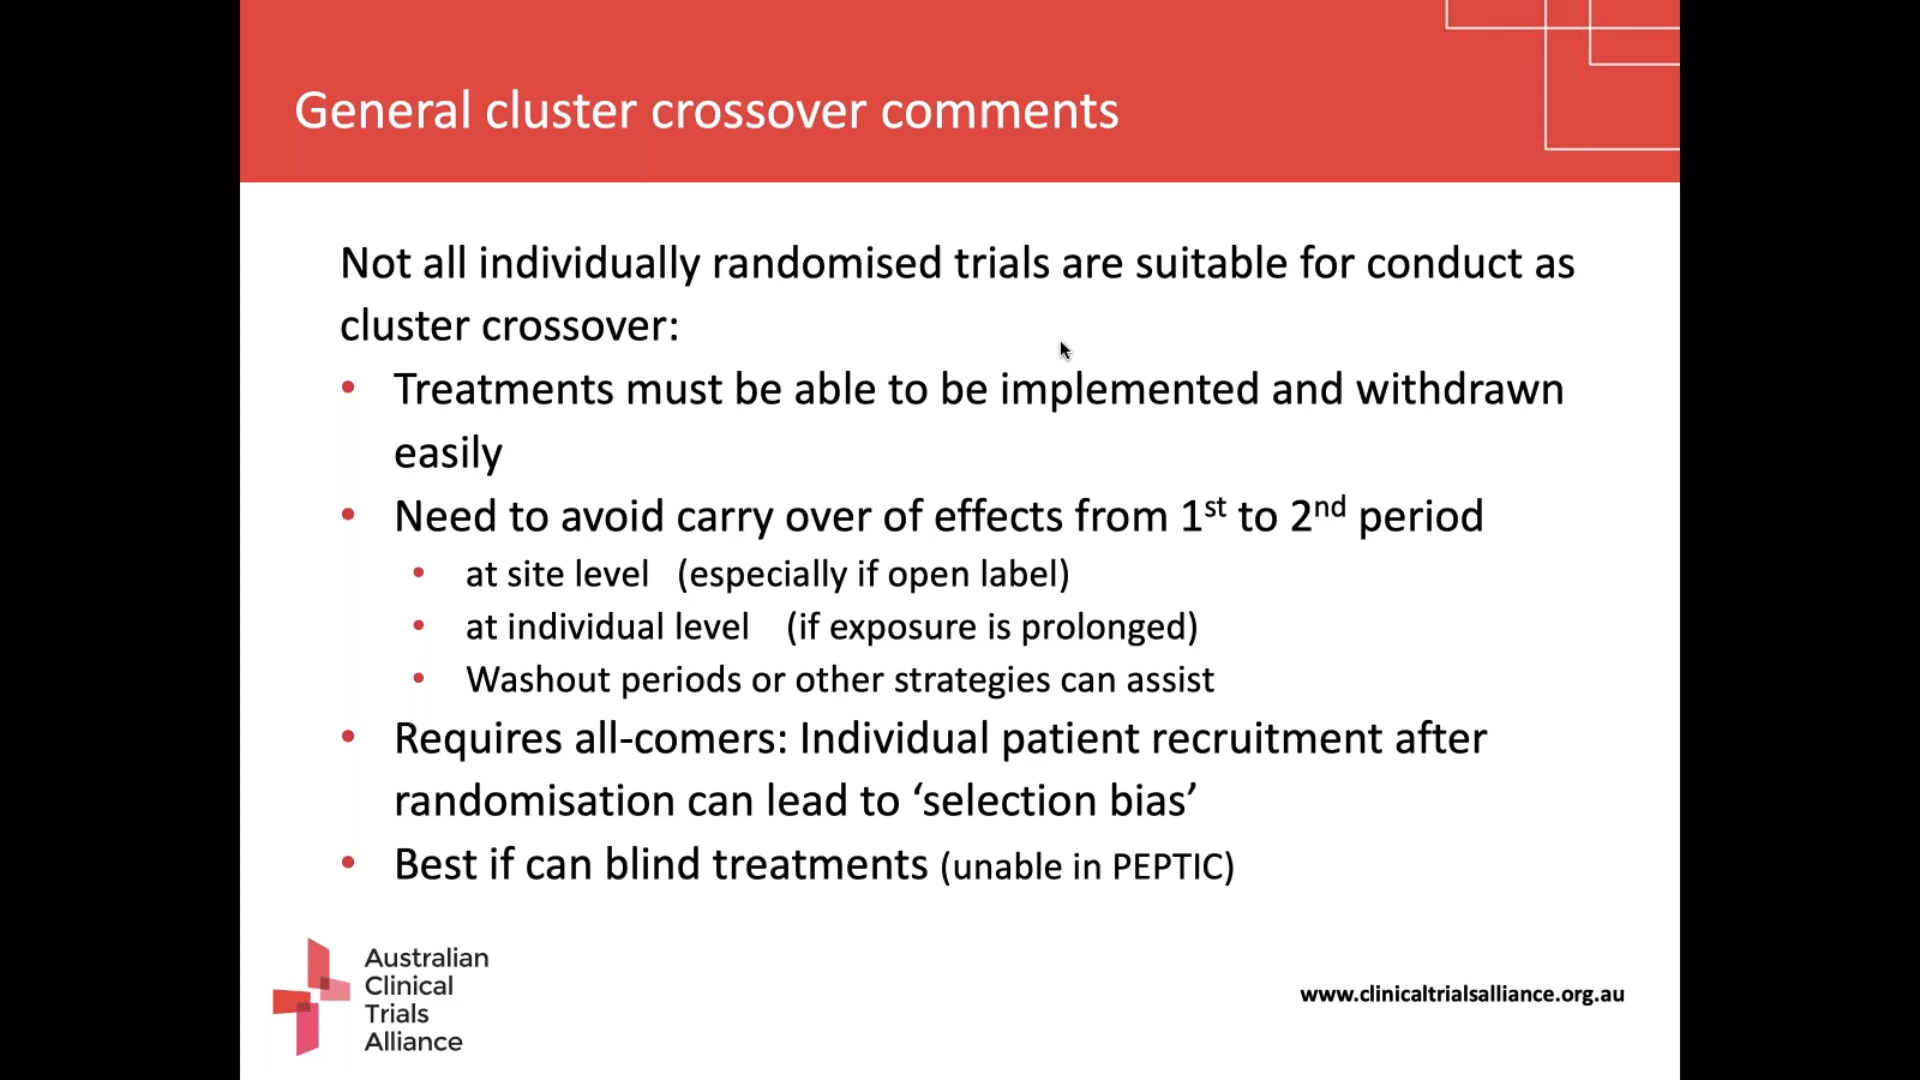 General cluster crossover comments
Not all individually randomised trials are suitable for conduct as
cluster crossover:
• Treatments must be able to be implemented and withdrawn
easily
• Need to avoid carry over of effects from 1st to 2nd period
• at site level (especially if open label)
• at individual level (if exposure is prolonged)
• Washout periods or other strategies can assist
• Requires all-comers: Individual patient recruitment after
randomisation can lead to ‘selection bias’
• Best if can blind treatments (unable in PEPTIC)
Australian
Clinical
Trials
Alliance
www.clinicaltrialsalliance.org.au